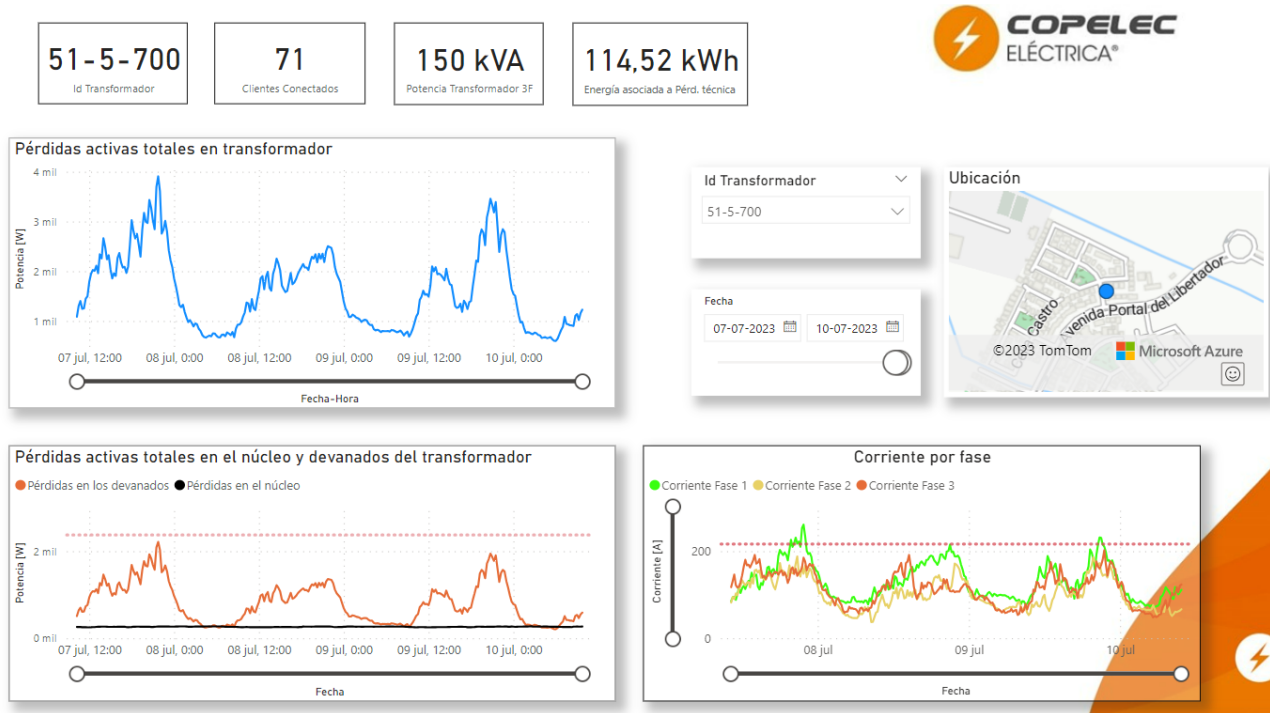 COPELEC
ELÉCTRICA®
51-5-700
Id Transformador
71
Clientes Conectados
150 kVA
Potencia Transformador 3F
114,52 kWh
Energía asociada a Pérd. técnica
Pérdidas activas totales en transformador
4 mil
3 mil
2 mil
1 mil
Potencia [W]
07 jul, 12:00 08 jul, 0:00 08 jul, 12:00 09 jul, 0:00 09 jul, 12:00 10 jul, 0:00
Fecha-Hora
Id Transformador
51-5-700
Fecha
07-07-2023 10-07-2023
Ubicación
Castro
Avenida Portal del Libertador
©2023 TomTom Microsoft Azure
Pérdidas activas totales en el núcleo y devanados del transformador
Pérdidas en los devanados Pérdidas en el núcleo
2 mil
0 mil
Potencia [W]
07 jul, 12:00 08 jul, 0:00 08 jul, 12:00 09 jul, 0:00 09 jul, 12:00 10 jul, 0:00
Fecha
Corriente por fase
Corriente Fase 1 Corriente Fase 2 Corriente Fase 3
200
0
Corriente [A]
08 jul 09 jul 10 jul
Fecha